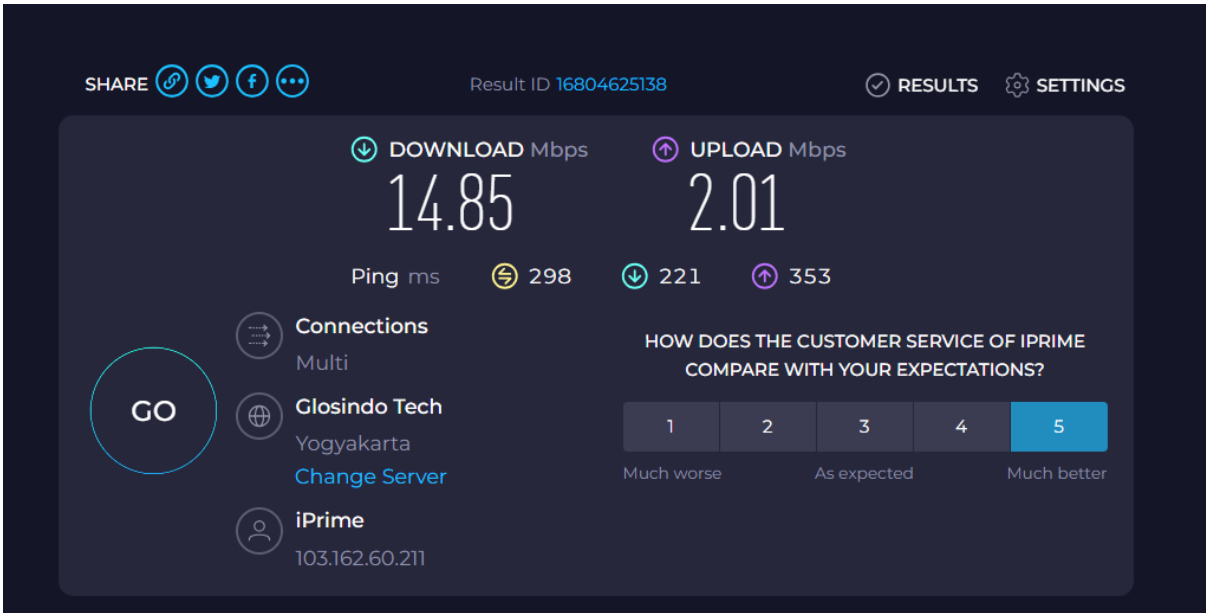 SHARE
Result ID 16804625138
RESULTS
SETTINGS
DOWNLOAD Mbps
UPLOAD Mbps
14.85
2.01
Ping ms 298 221 353
Connections
Multi
HOW DOES THE CUSTOMER SERVICE OF IPRIME
COMPARE WITH YOUR EXPECTATIONS?
GO
Glosindo Tech
Yogyakarta
Change Server
1 2 3 4 5
Much worse As expected Much better
iPrime
103.162.60.211